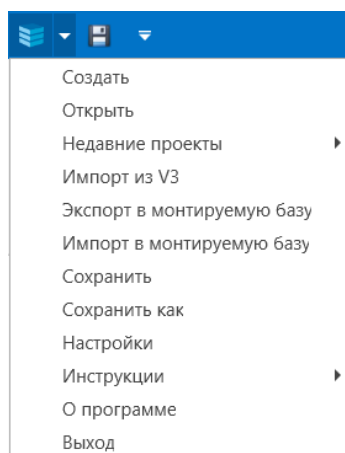 Создать
Открыть
Недавние проекты
Импорт из V3
Экспорт в монтируемую базу
Импорт в монтируемую базу
Сохранить
Сохранить как
Настройки
Инструкции
О программе
Выход